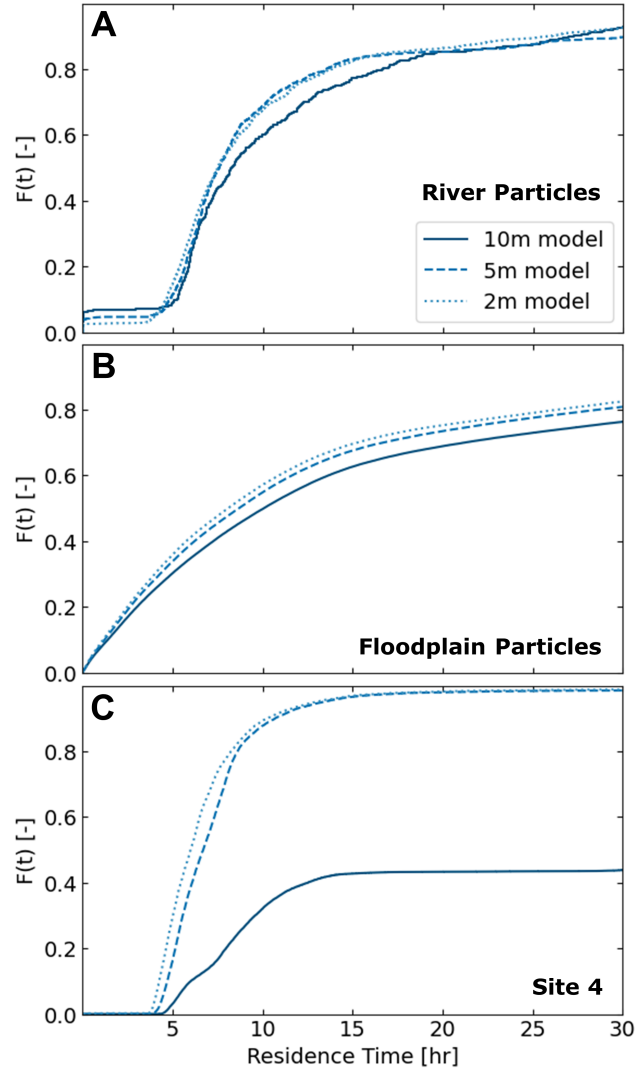 A
0.8
0.6
0.4
0.2
0.0
F(t) [-]
River Particles
10m model
5m model
2m model
B
0.8
0.6
0.4
0.2
0.0
F(t) [-]
Floodplain Particles
C
0.8
0.6
0.4
0.2
0.0
F(t) [-]
Site 4
5 10 15 20 25 30
Residence Time [hr]